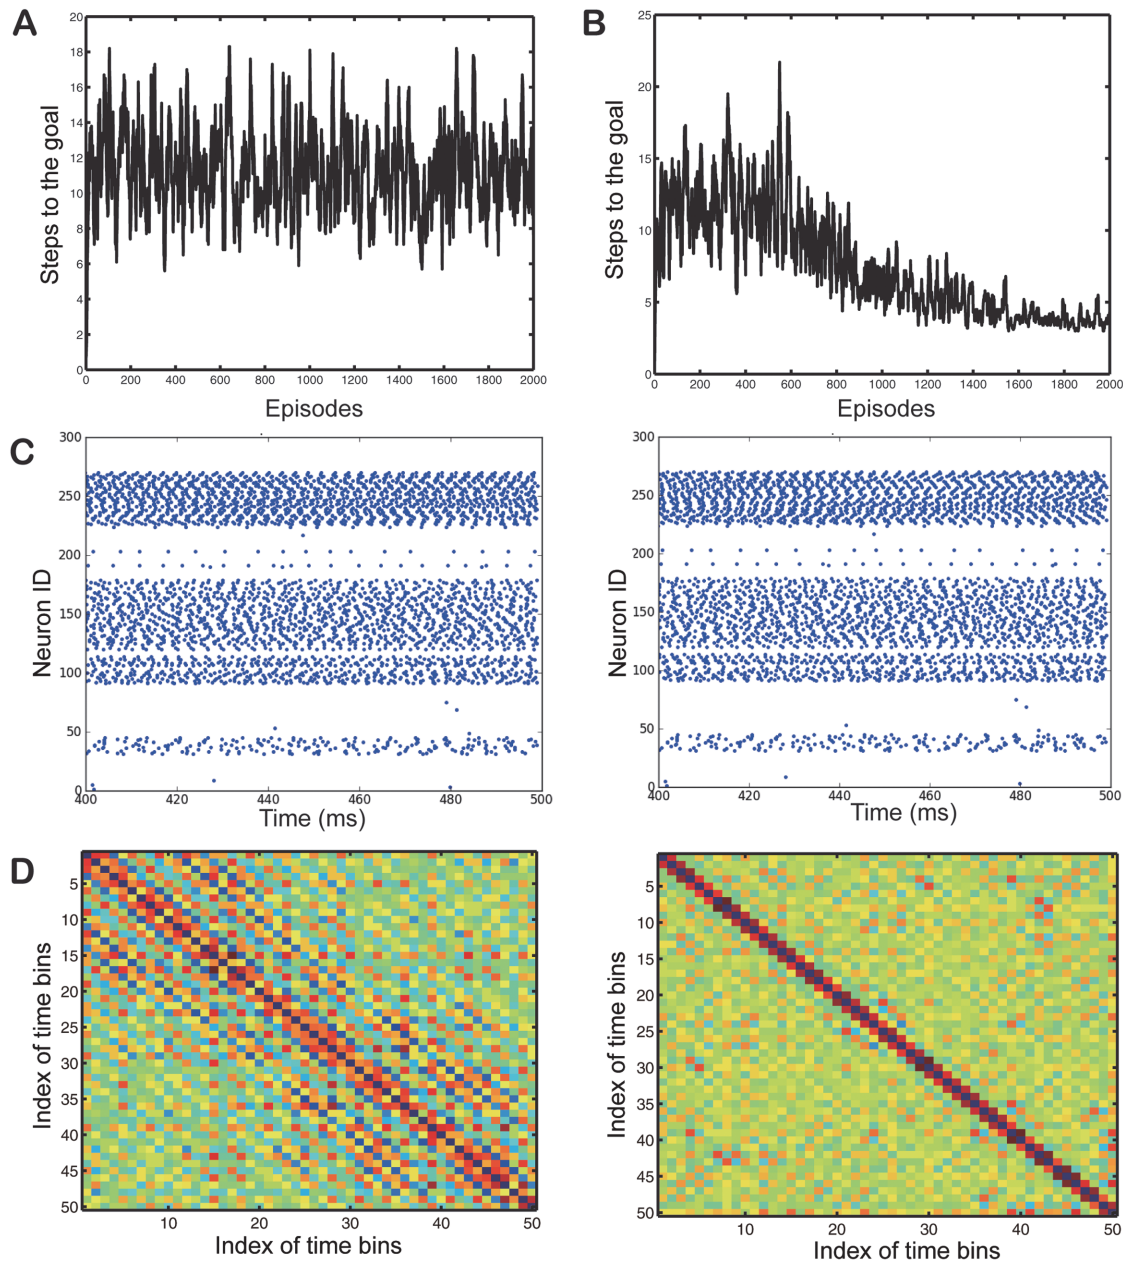 A
B
20
18
16
14
12
10
8
6
4
2
0
Steps to the goal
0 200 400 600 800 1000 1200 1400 1600 1800 2000
Episodes
25
20
15
10
5
0
Steps to the goal
0 200 400 600 800 1000 1200 1400 1600 1800 2000
Episodes
C
300
250
200
150
100
50
0
Neuron ID
400 420 440 460 480 500
Time (ms)
300
250
200
150
100
50
0
Neuron ID
400 420 440 460 480 500
Time (ms)
D
5
10
15
20
25
30
35
40
45
50
Index of time bins
10 20 30 40 50
Index of time bins
5
10
15
20
25
30
35
40
45
50
Index of time bins
10 20 30 40 50
Index of time bins